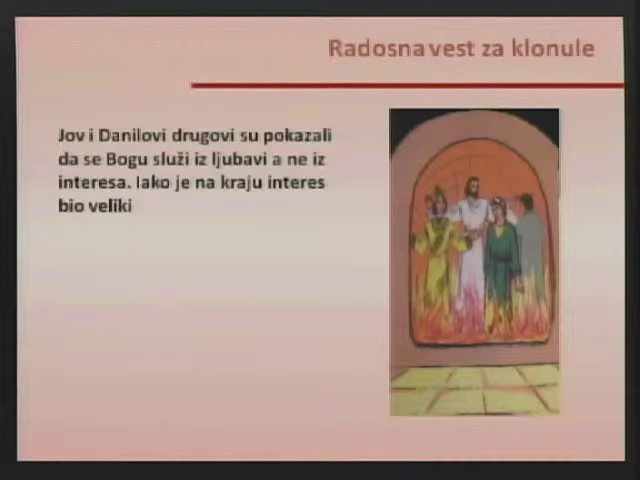 Radosna vest za klonule
Jov i Danilovi drugovi su pokazali
da se Bogu služi iz ljubavi a ne iz
interesa. Iako je na kraju interes
bio veliki